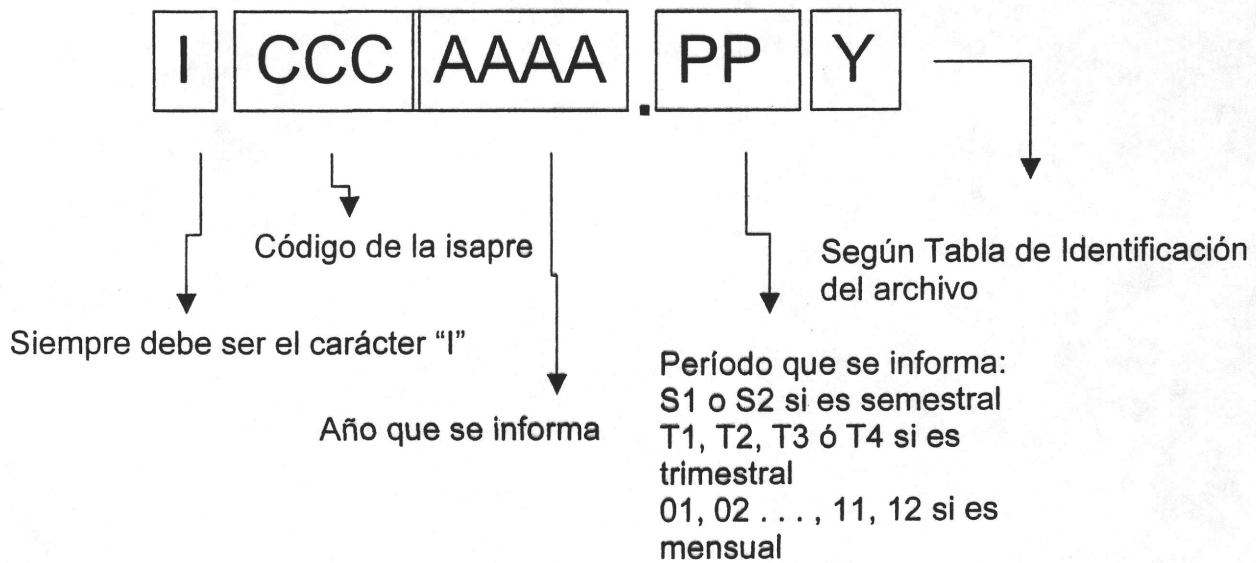 I CCC AAAA . PP Y
Código de la isapre
Según Tabla de Identificación
del archivo
Siempre debe ser el carácter “I”
Período que se informa:
S1 o S2 si es semestral
T1, T2, T3 ó T4 si es
trimestral
01, 02 . . . , 11, 12 si es
mensual
Año que se informa